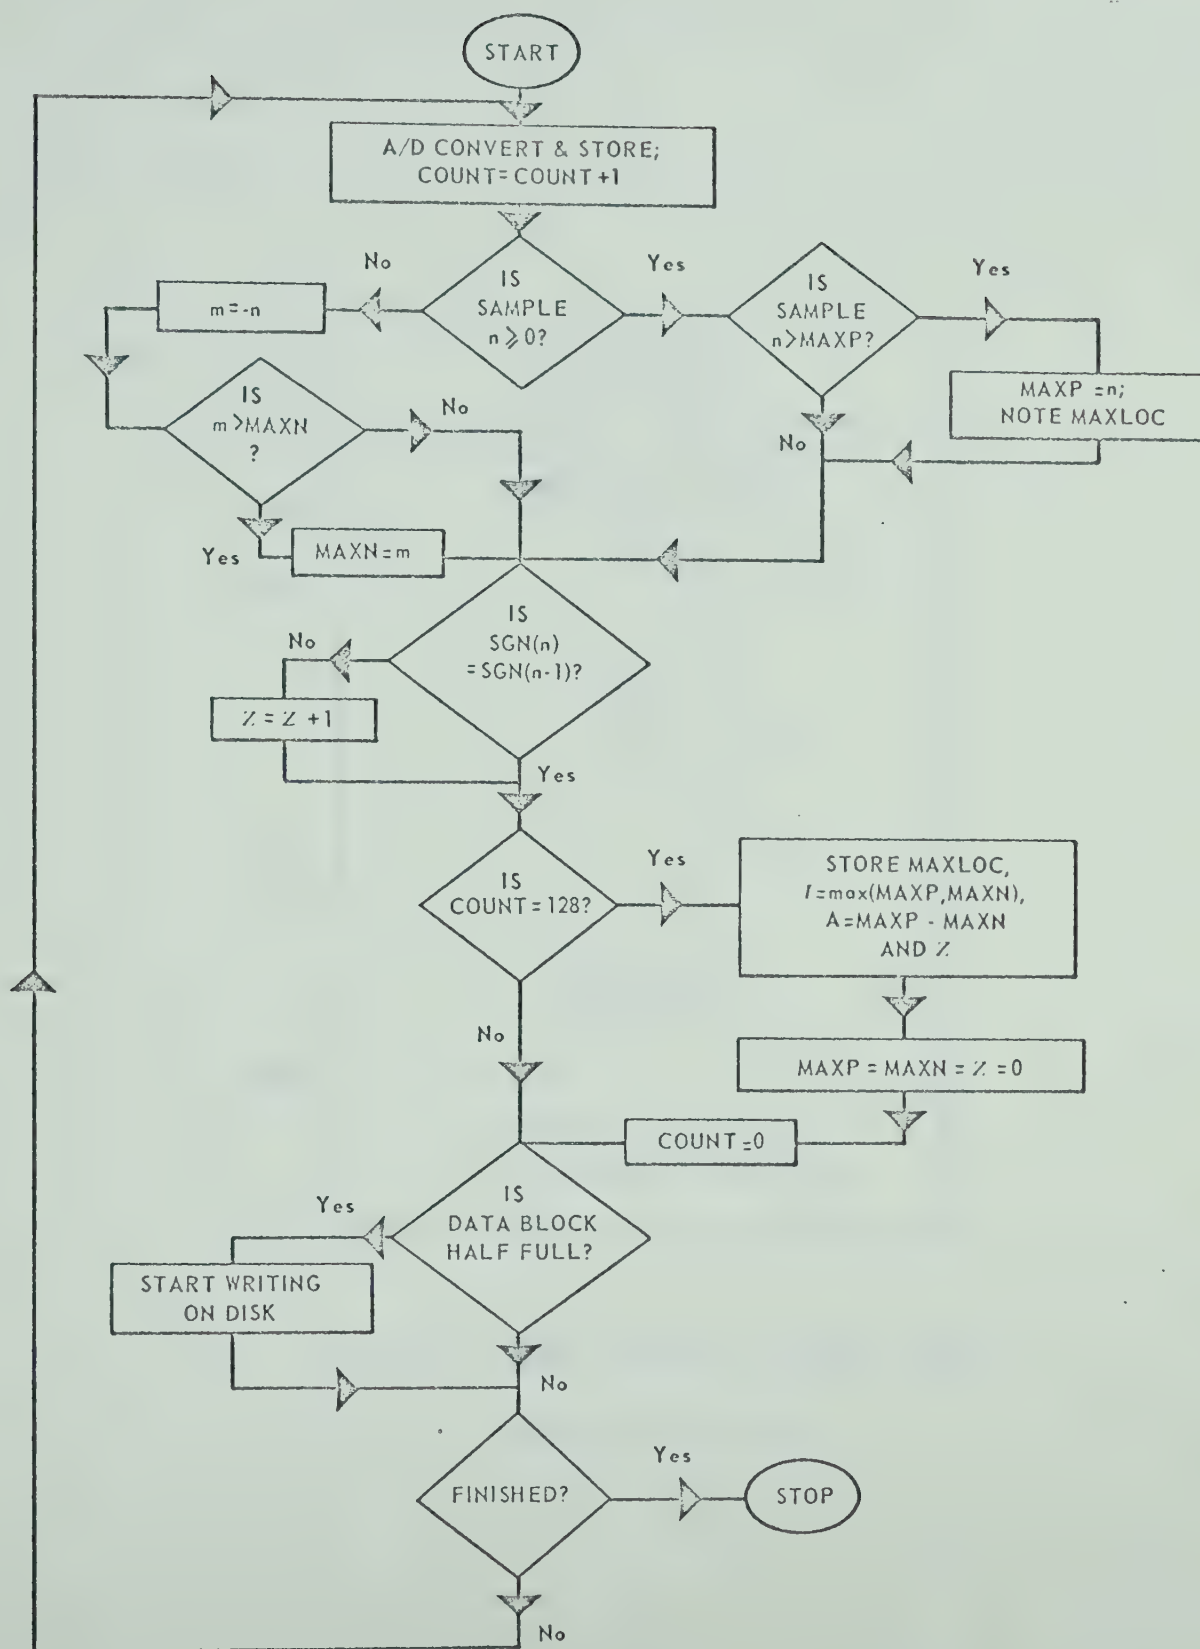 START
A/D CONVERT & STORE;
COUNT=COUNT+1
No
IS
SAMPLE
n⩾0?
Yes
IS
SAMPLE
n>MAXP?
Yes
m=-n
MAXP=n;
NOTE MAXLOC
IS
m>MAXN
?
No
No
Yes
MAXN=m
IS
SGN(n)
=SGN(n-1)?
No
Z=Z+1
Yes
IS
COUNT=128?
Yes
STORE MAXLOC,
I=max(MAXP,MAXN),
A=MAXP - MAXN
AND Z
No
MAXP=MAXN=Z=0
COUNT=0
IS
DATA BLOCK
HALF FULL?
Yes
START WRITING
ON DISK
No
FINISHED?
Yes
STOP
No